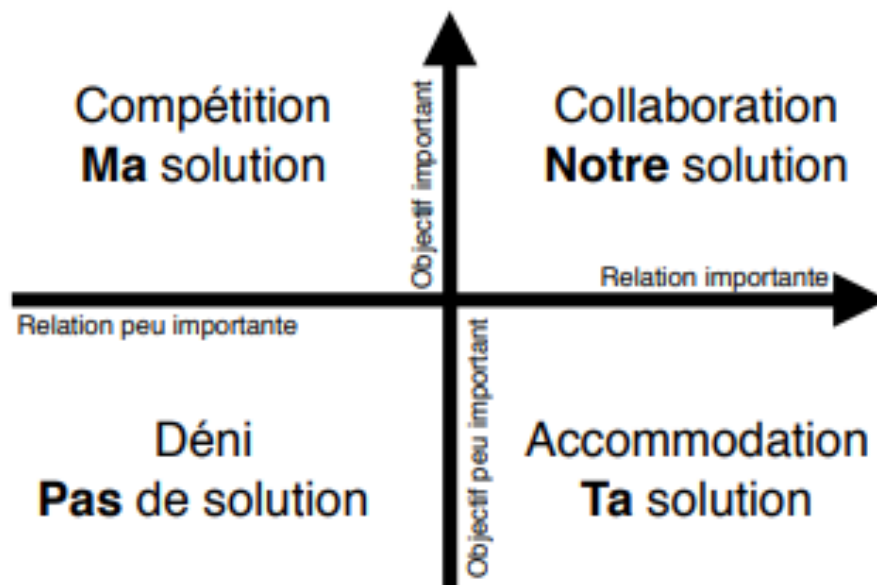 Compétition
Ma solution
Collaboration
Notre solution
Objectif important
Relation importante
Relation peu importante
Objectif peu important
Déni
Pas de solution
Accommodation
Ta solution